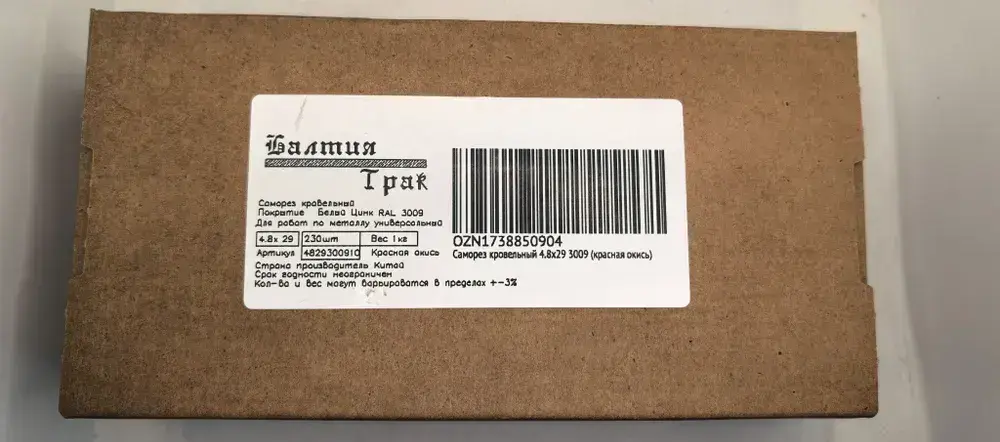 Балтия
Трак
Саморез кровельный
Покрытие Белый Цинк RAL 3009
Для работ по металлу универсальный
4.8x 29 230шт Вес 1кг
Артикул 4829300910 Красная окись
Страна производитель Китай
Срок годности неограничен
Кол-во и вес могут варьироватся в пределах +-3%
OZN1738850904
Саморез кровельный 4.8x29 3009 (красная окись)